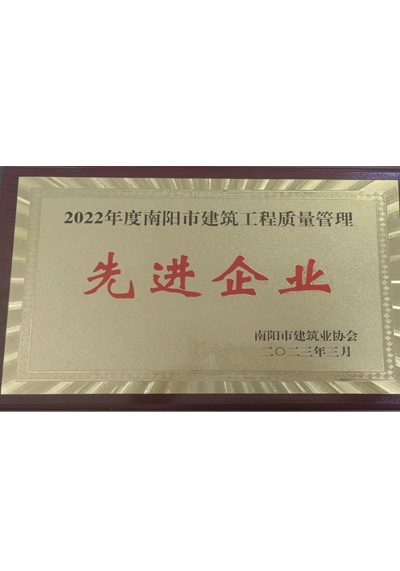 2022年度南阳市建筑工程质量管理
先进企业
南阳市建筑业协会
二〇二三年三月